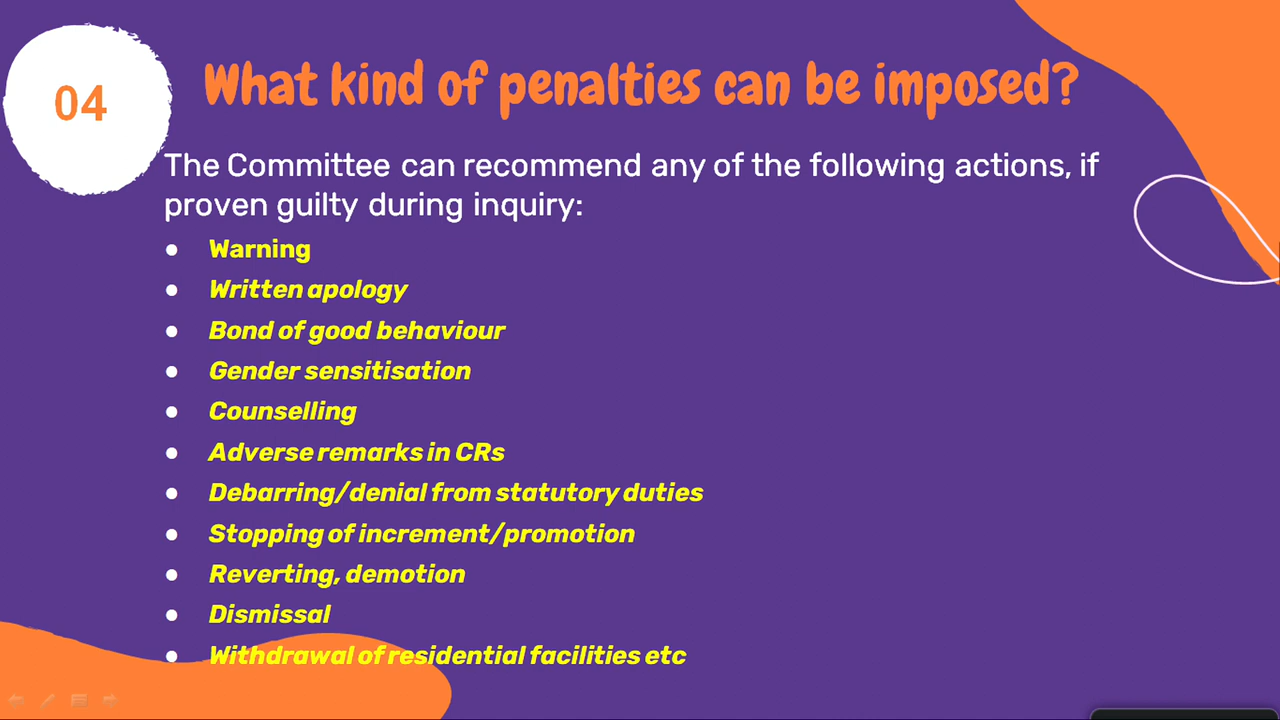 04
What kind of penalties can be imposed?
The Committee can recommend any of the following actions, if
proven guilty during inquiry:
● Warning
● Written apology
● Bond of good behaviour
● Gender sensitisation
● Counselling
● Adverse remarks in CRs
● Debarring/denial from statutory duties
● Stopping of increment/promotion
● Reverting, demotion
● Dismissal
● Withdrawal of residential facilities etc